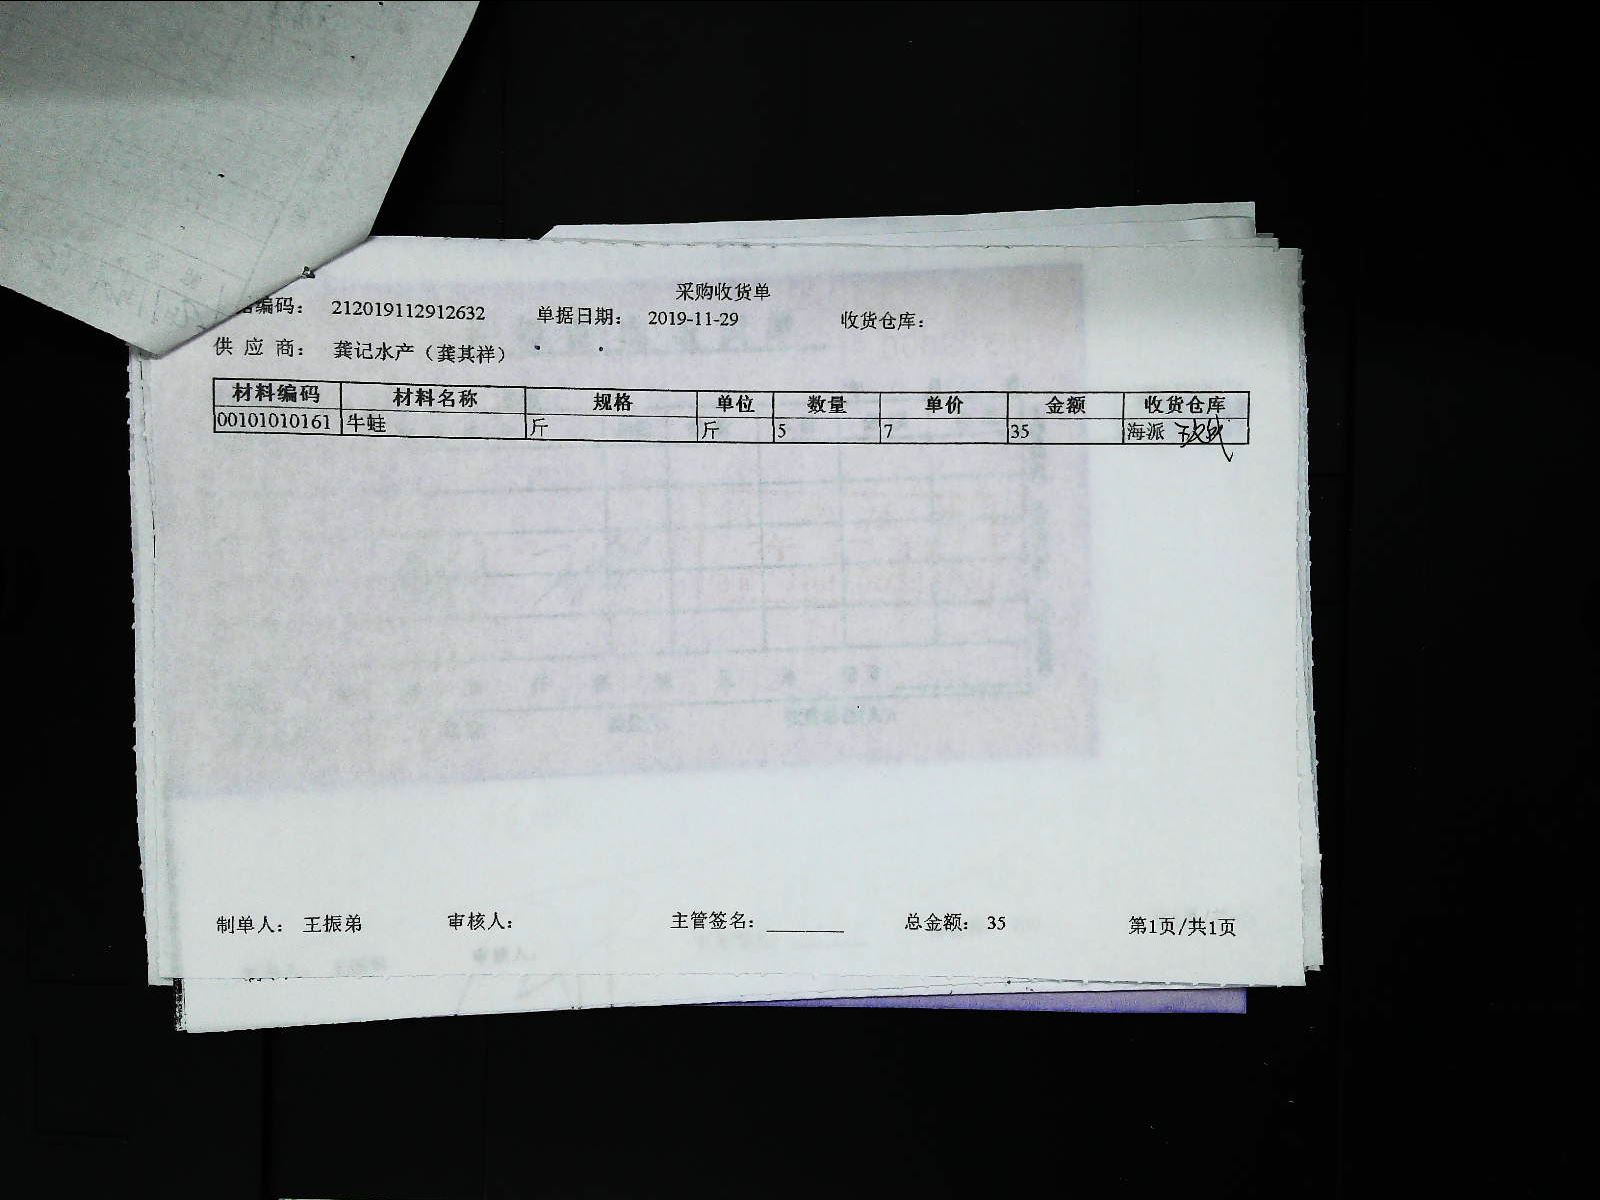 采购收货单
编码： 212019112912632 单据日期： 2019-11-29 收货仓库：
供 应 商： 龚记水产（龚其祥）
材料编码 材料名称 规格 单位 数量 单价 金额 收货仓库
00101010161 牛蛙 斤 斤 5 7 35 海派
制单人： 王振弟 审核人： 主管签名： 总金额： 35 第1页/共1页